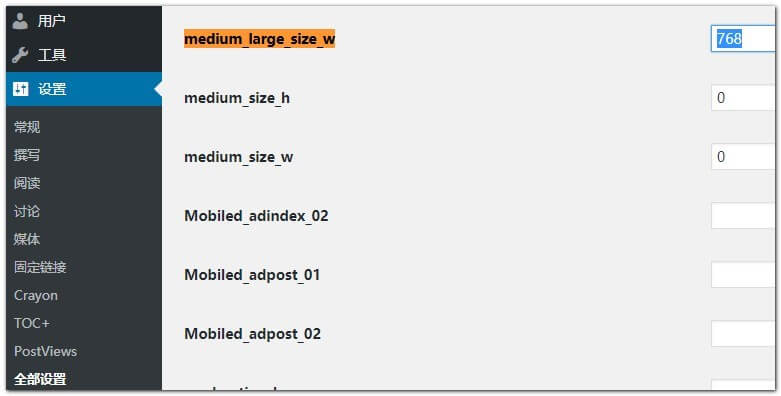 用户
工具
设置
常规
撰写
阅读
讨论
媒体
固定链接
Crayon
TOC+
PostViews
全部设置
medium_large_size_w 768
medium_size_h 0
medium_size_w 0
Mobiled_adindex_02
Mobiled_adpost_01
Mobiled_adpost_02